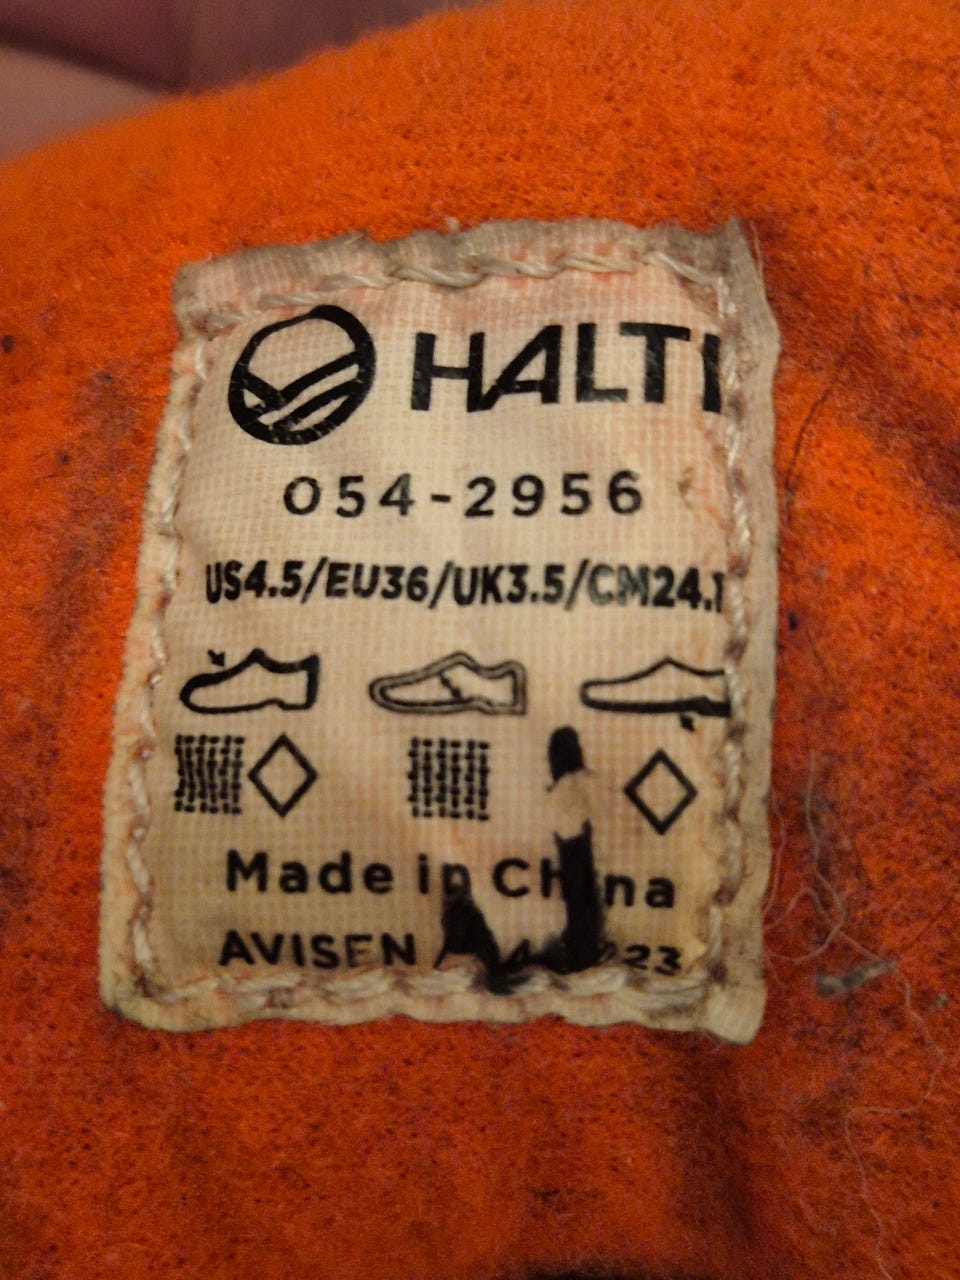 HALTI
054-2956
US4.5/EU36/UK3.5/CM24.1
Made in China
AVISEN